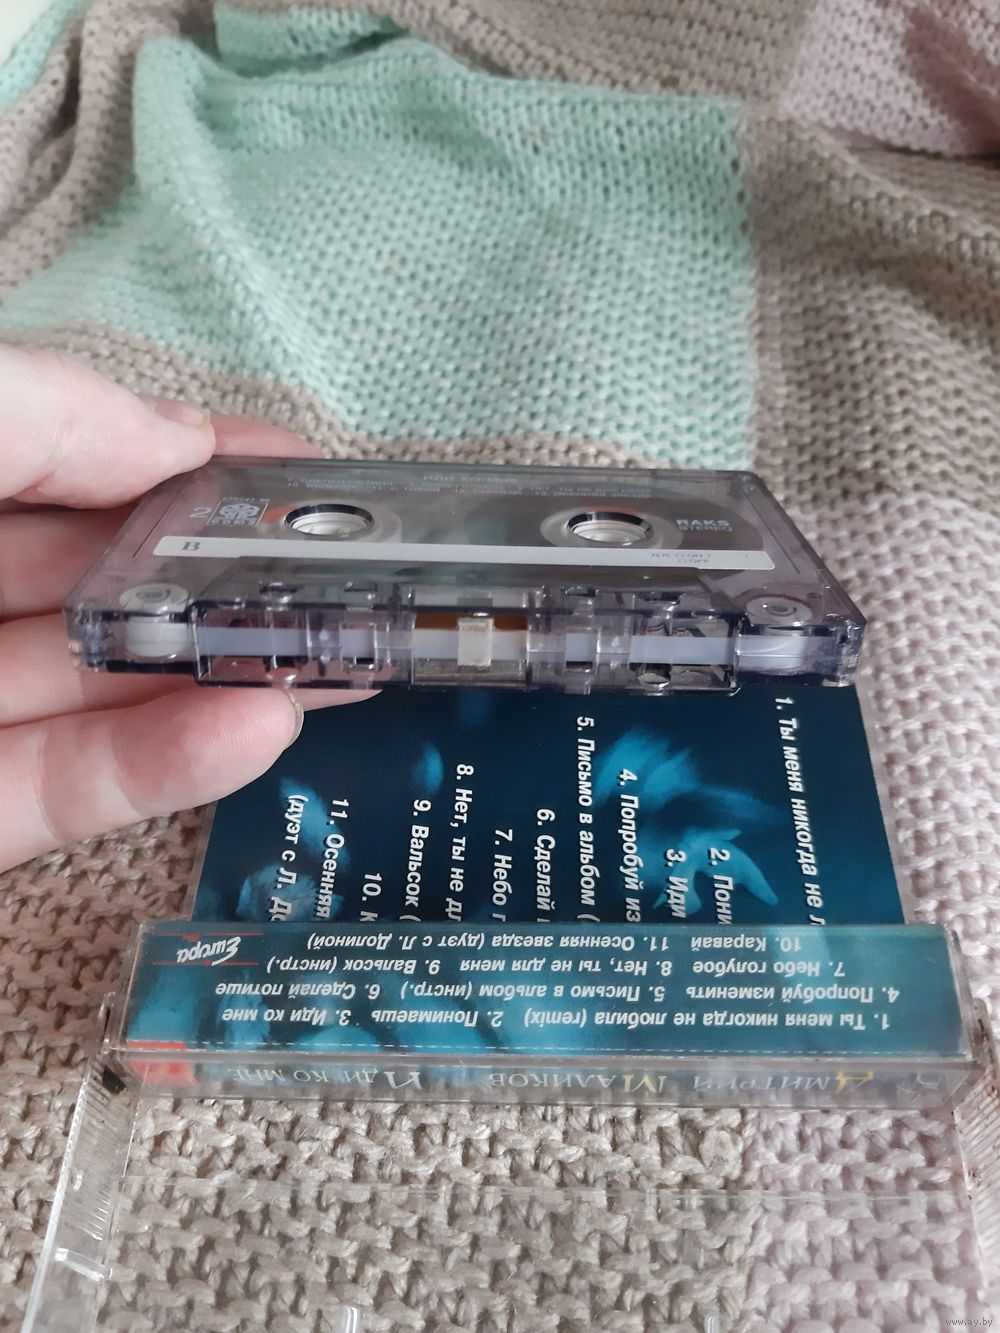 2
B
RAKS
STEREO
1. Ты меня никогда не
2.
3. Иди
4. Попробуй
5. Письмо в альбом (
6. Сделай
7. Небо
8. Нет, ты не
9. Вальсок (
10.
11. Осенняя
(дуэт с Л.
1. Ты меня никогда не любила (remix) 2. Понимаешь 3. Иди ко мне
4. Попробуй изменить 5. Письмо в альбом (инстр.) 6. Сделай потише
7. Небо голубое 8. Нет, ты не для меня 9. Вальсок (инстр.)
10. Каравай 11. Осенняя звезда (дуэт с Л. Долиной)
Дмитрий Маликов Иди ко мне
www.ay.by